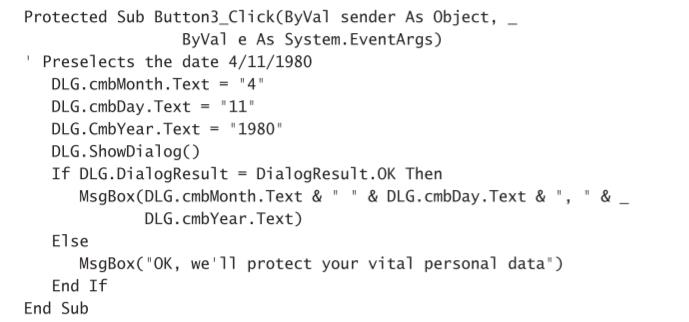 Protected Sub Button3_Click(ByVal sender As Object, _
ByVal e As System.EventArgs)
' Preselects the date 4/11/1980
DLG.cmbMonth.Text = "4"
DLG.cmbDay.Text = "11"
DLG.CmbYear.Text = "1980"
DLG.ShowDialog()
If DLG.DialogResult = DialogResult.OK Then
MsgBox(DLG.cmbMonth.Text & " " & DLG.cmbDay.Text & ", " & _
DLG.cmbYear.Text)
Else
MsgBox("OK, we'll protect your vital personal data")
End If
End Sub